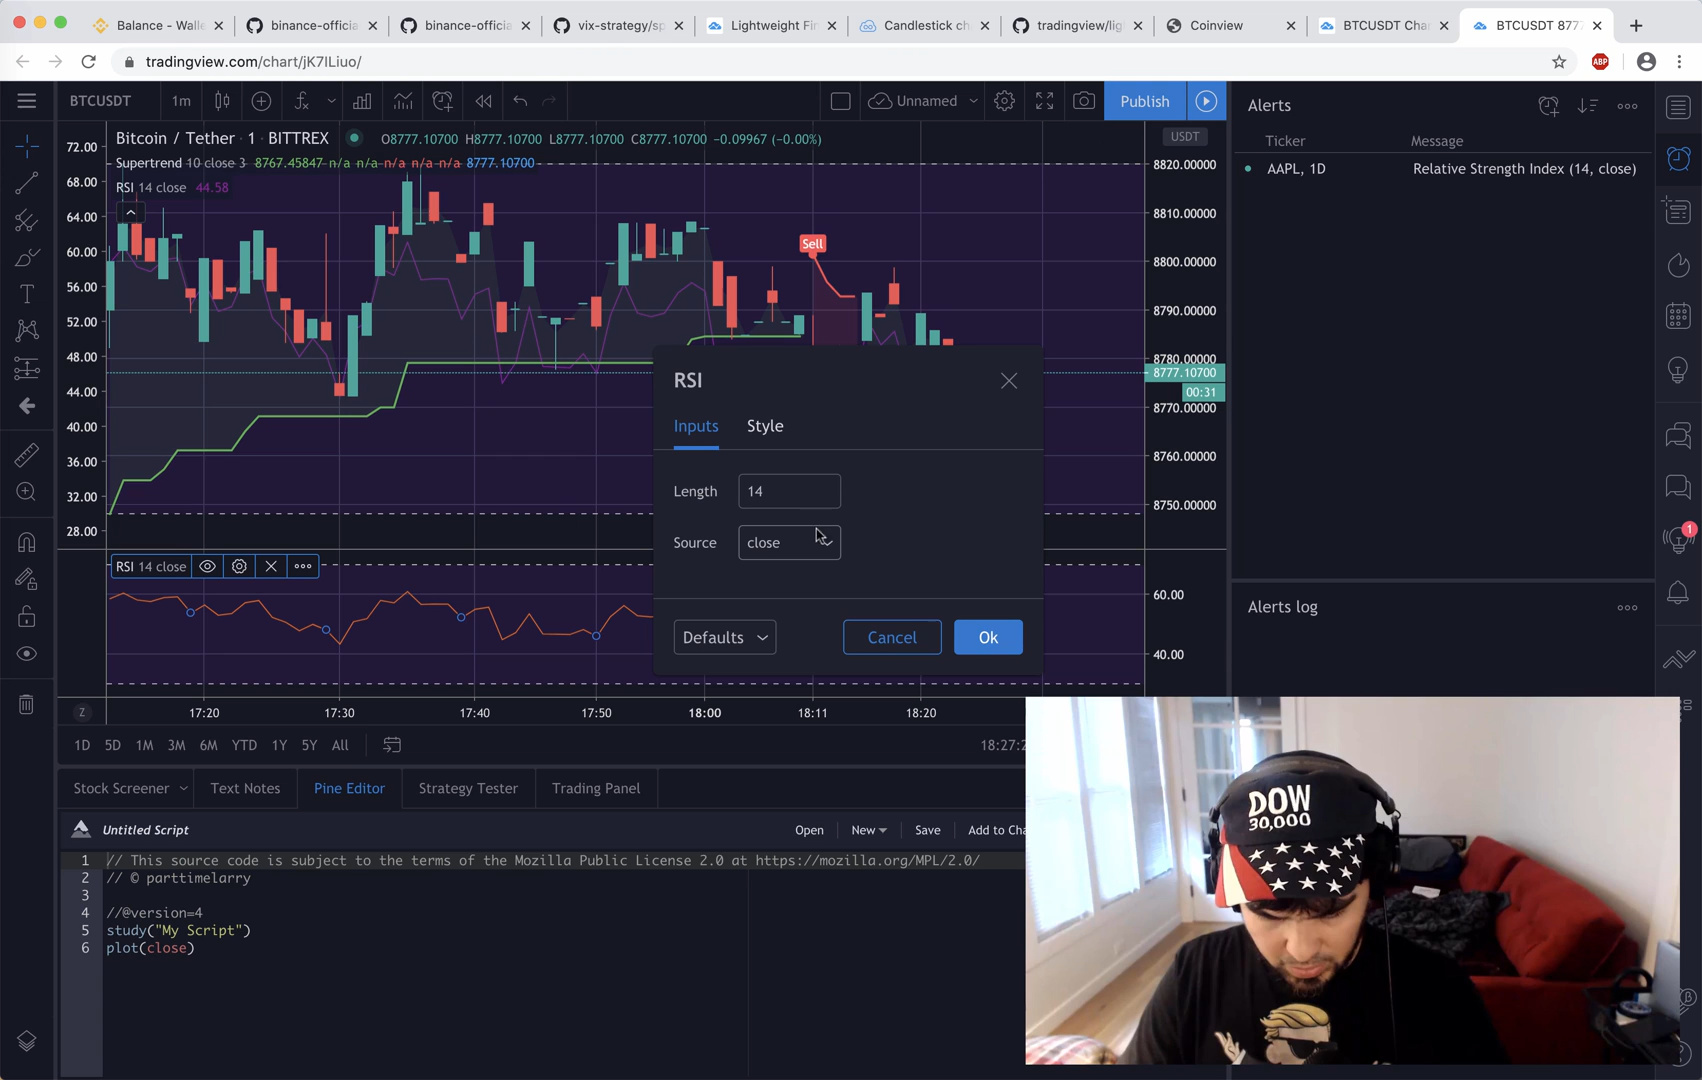 Balance - Walle
binance-officia
binance-officia
vix-strategy/sp
Lightweight Fin
Candlestick ch
tradingview/lig
Coinview
BTCUSDT Cha
BTCUSDT 877
tradingview.com/chart/jK7lLiuo/
ABP
BTCUSDT
1m
Unnamed
Publish
Bitcoin / Tether · 1 · BITTREX
O8777.10700 H8777.10700 L8777.10700 C8777.10700 -0.09967 (-0.00%)
Supertrend 10 close 3 8767.45847 n/a n/a n/a n/a n/a 8777.10700
RSI 14 close 44.58
72.00
68.00
64.00
60.00
56.00
52.00
48.00
44.00
40.00
36.00
32.00
28.00
USDT
8820.00000
8810.00000
8800.00000
8790.00000
8780.00000
8777.10700
00:31
8770.00000
8760.00000
8750.00000
Sell
RSI
Inputs
Style
Length
14
Source
close
Defaults
Cancel
Ok
RSI 14 close
60.00
40.00
Z
17:20
17:30
17:40
17:50
18:00
18:11
18:20
1D 5D 1M 3M 6M YTD 1Y 5Y All
18:27:2
Stock Screener
Text Notes
Pine Editor
Strategy Tester
Trading Panel
Untitled Script
Open
New
Save
Add to Cha
1 // This source code is subject to the terms of the Mozilla Public License 2.0 at https://mozilla.org/MPL/2.0/
2 // © parttimelarry
3
4 //@version=4
5 study("My Script")
6 plot(close)
Alerts
Ticker
Message
AAPL, 1D
Relative Strength Index (14, close)
1
Alerts log
DOW
30,000